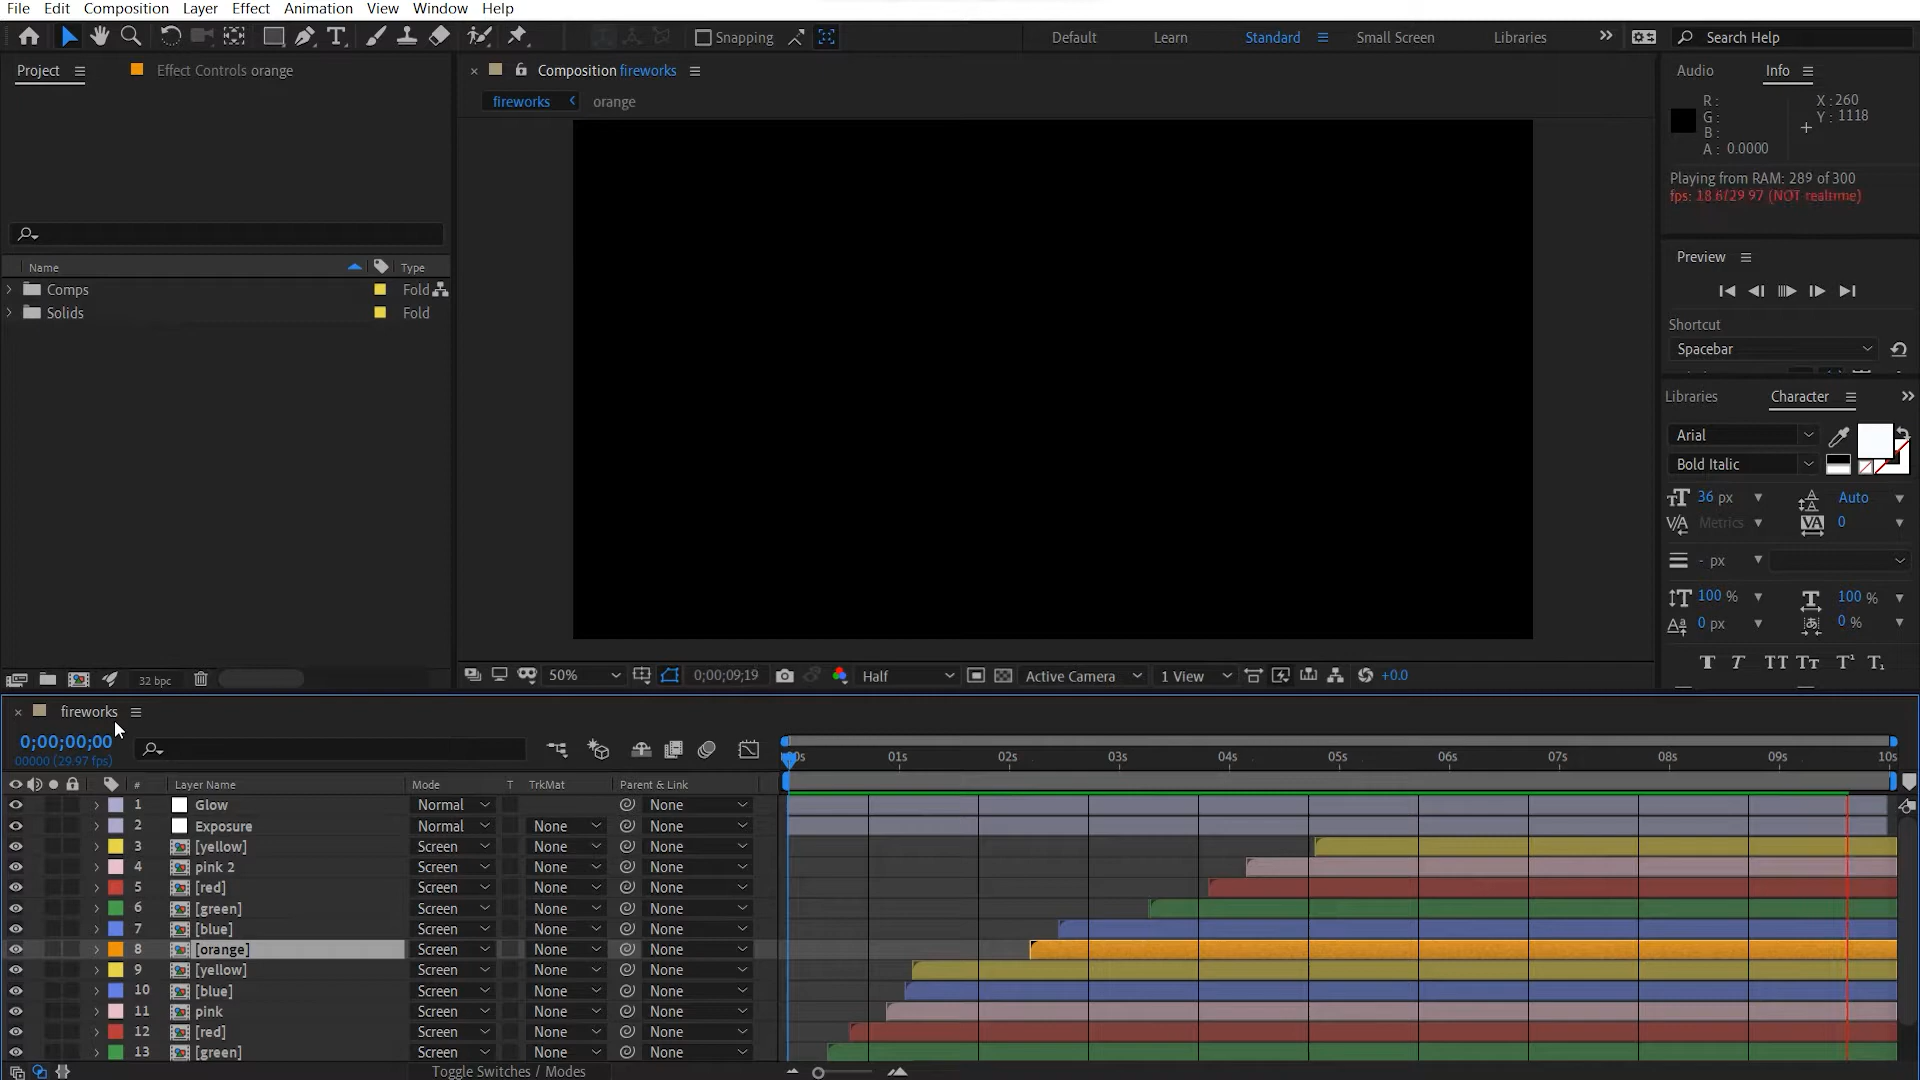 File Edit Composition Layer Effect Animation View Window Help
Snapping Default Learn Standard Small Screen Libraries Search Help
Project Effect Controls orange
Composition fireworks
fireworks orange
Audio Info
R:
G:
B:
A: 0.0000
X: 260
Y: 1118
Playing from RAM: 289 of 300
fps: 18.6/29.97 (NOT realtime)
Preview
Shortcut
Spacebar
Name Type
Comps Fold
Solids Fold
Libraries Character
Arial
Bold Italic
36 px Auto
Metrics 0
- px
100 % 100 %
0 px 0 %
32 bpc
50% 0;00;09;19 Half Active Camera 1 View +0.0
fireworks
0;00;00;00
00000 (29.97 fps)
01s 02s 03s 04s 05s 06s 07s 08s 09s 10s
# Layer Name Mode T TrkMat Parent & Link
1 Glow Normal None
2 Exposure Normal None None
3 [yellow] Screen None None
4 pink 2 Screen None None
5 [red] Screen None None
6 [green] Screen None None
7 [blue] Screen None None
8 [orange] Screen None None
9 [yellow] Screen None None
10 [blue] Screen None None
11 pink Screen None None
12 [red] Screen None None
13 [green] Screen None None
Toggle Switches / Modes